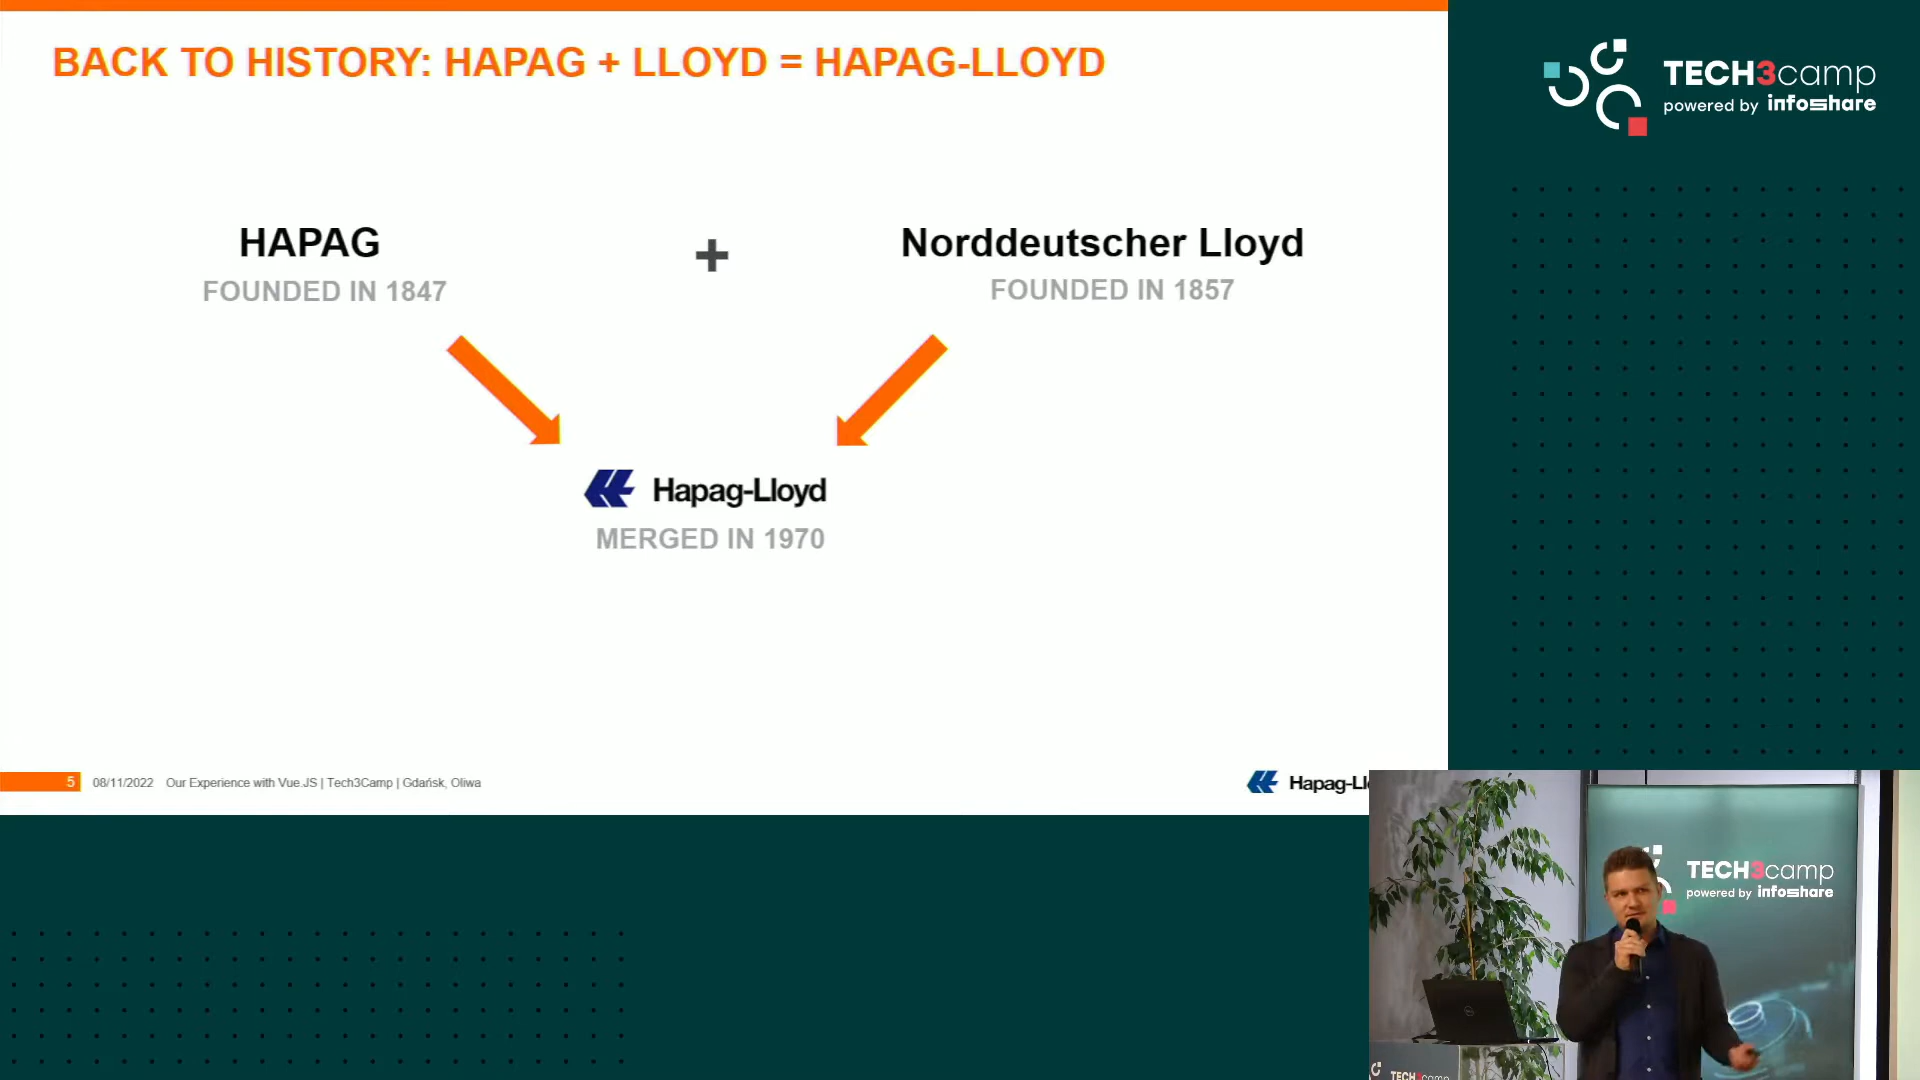 BACK TO HISTORY: HAPAG + LLOYD = HAPAG-LLOYD
TECH3camp
powered by infoshare
HAPAG
FOUNDED IN 1847
+
Norddeutscher Lloyd
FOUNDED IN 1857
Hapag-Lloyd
MERGED IN 1970
5 08/11/2022 Our Experience with Vue.JS | Tech3Camp | Gdańsk, Oliwa
Hapag-Ll
TECH3camp
powered by infoshare
TECH3camp